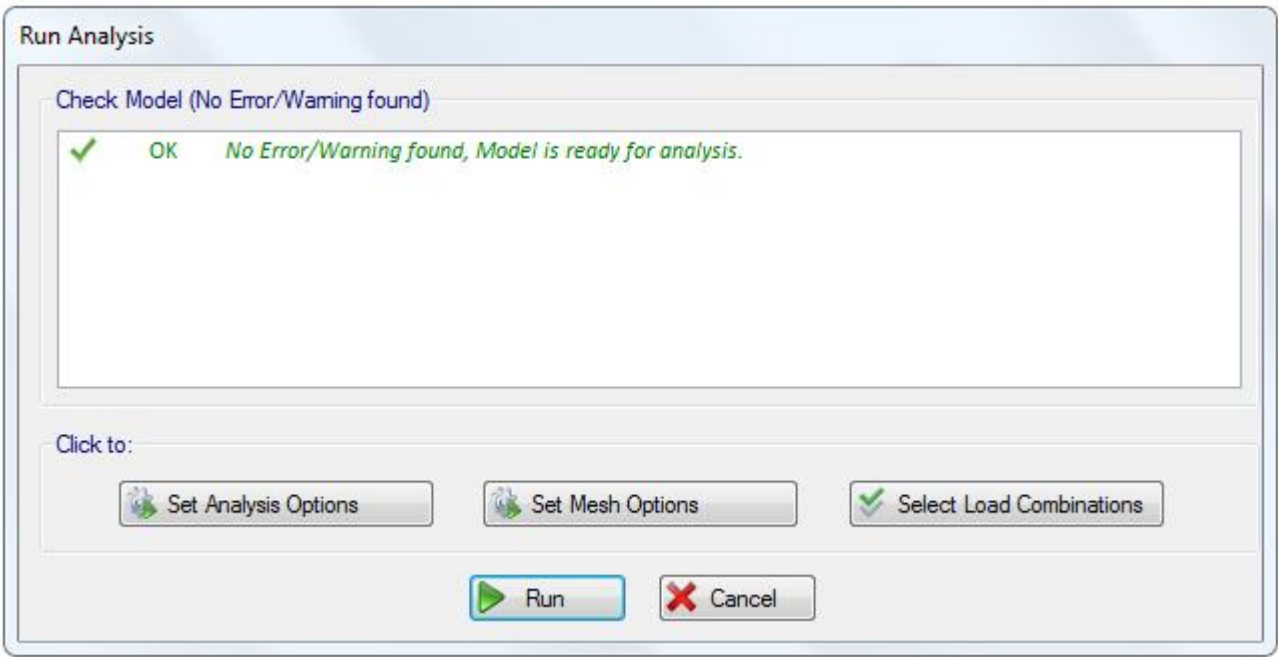 Run Analysis
Check Model (No Error/Warning found)
OK No Error/Warning found, Model is ready for analysis.
Click to:
Set Analysis Options Set Mesh Options Select Load Combinations
Run Cancel